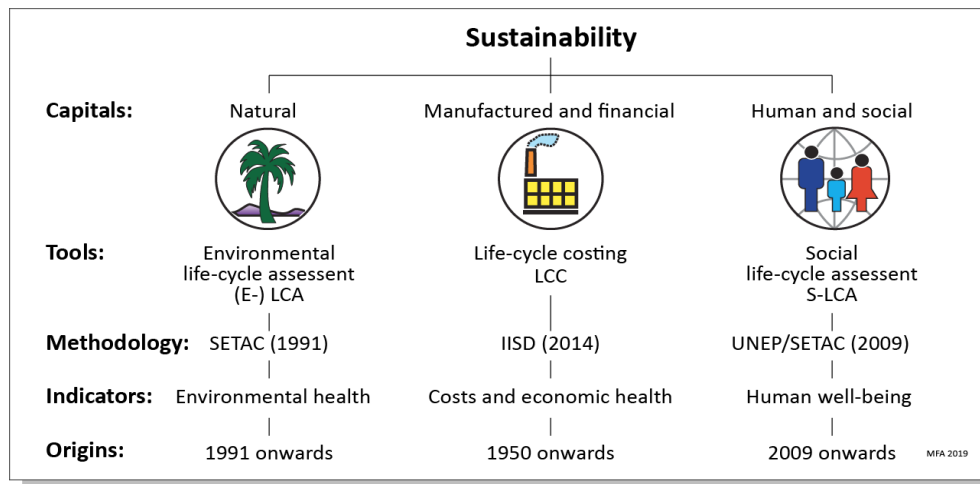 Sustainability
Capitals: Natural Manufactured and financial Human and social
Tools: Environmental Life-cycle costing Social
life-cycle assessent LCC life-cycle assessent
(E-) LCA S-LCA
Methodology: SETAC (1991) IISD (2014) UNEP/SETAC (2009)
Indicators: Environmental health Costs and economic health Human well-being
Origins: 1991 onwards 1950 onwards 2009 onwards MFA 2019